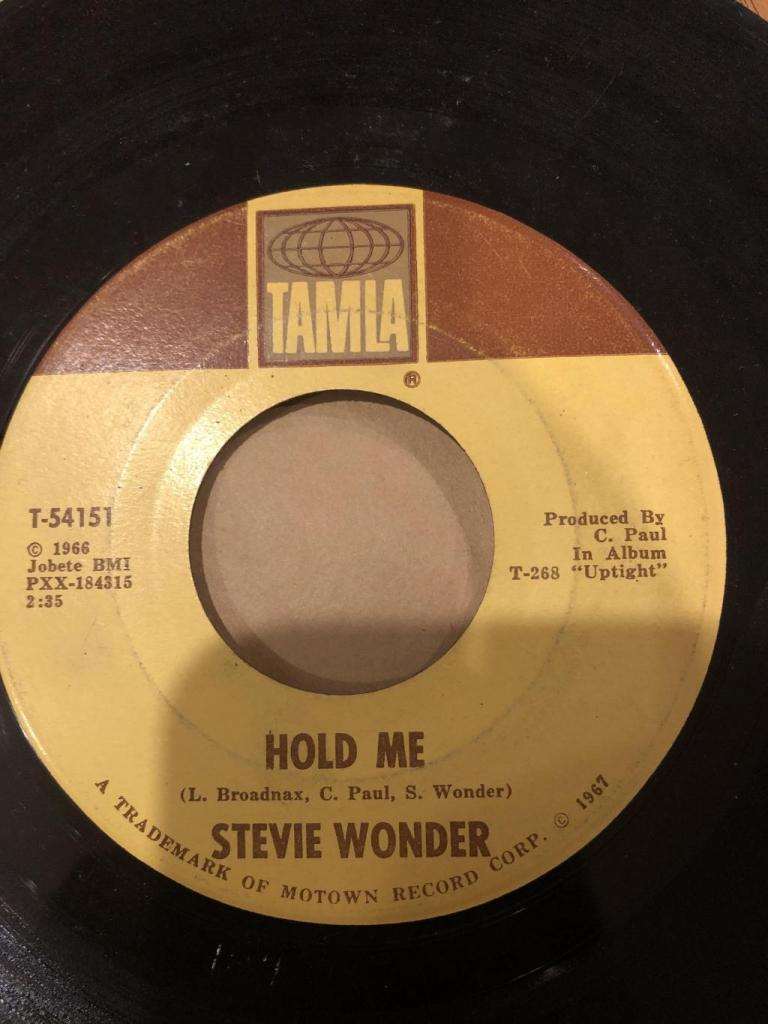 TAMLA
®
T-54151
© 1966
Jobete BMI
PXX-184315
2:35
Produced By
C. Paul
In Album
T-268 "Uptight"
HOLD ME
(L. Broadnax, C. Paul, S. Wonder)
STEVIE WONDER
A TRADEMARK OF MOTOWN RECORD CORP. © 1967